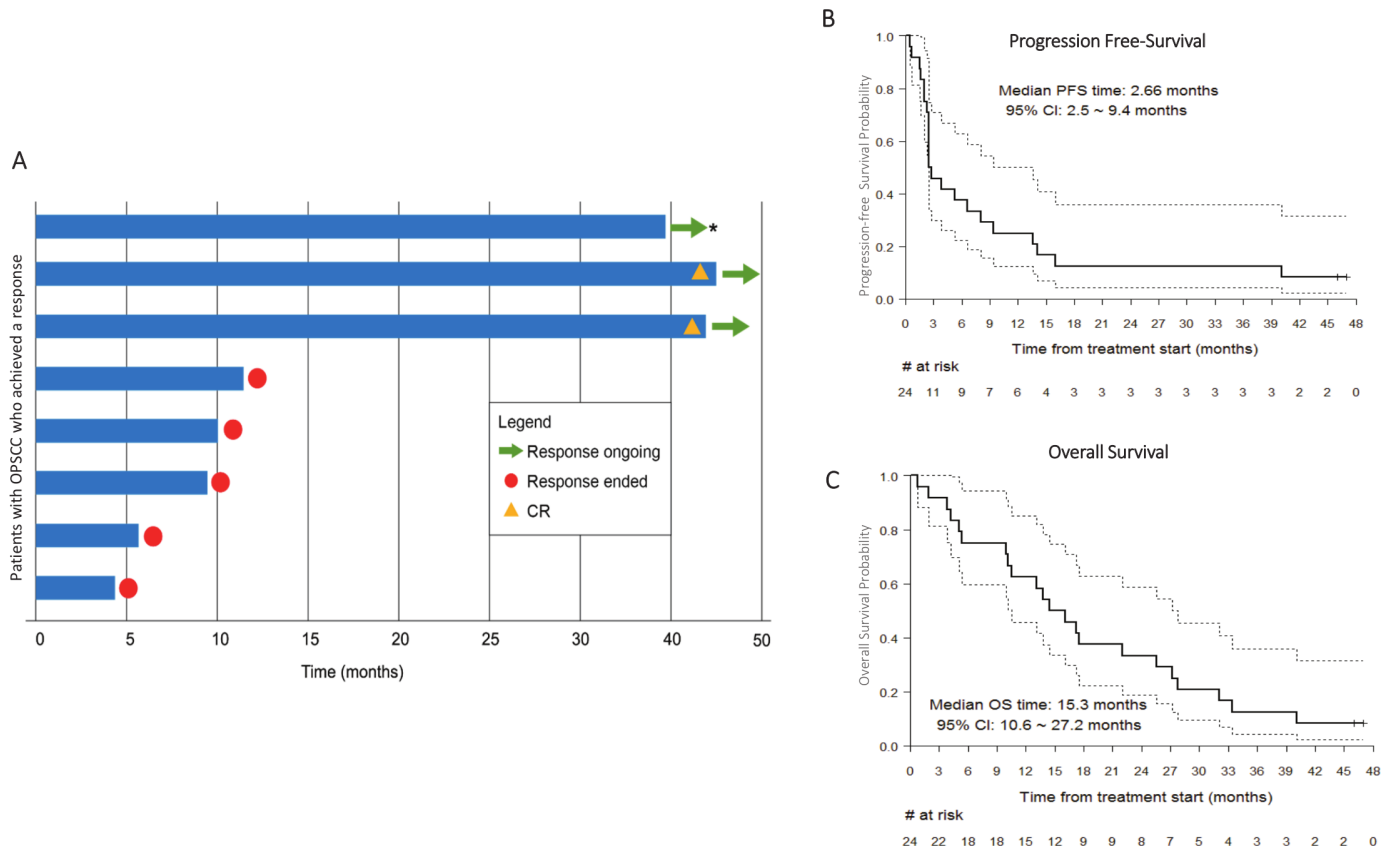 A
Patients with OPSCC who achieved a response
*
Legend
Response ongoing
Response ended
CR
0 5 10 15 20 25 30 40 50
Time (months)
B
Progression Free-Survival
Median PFS time: 2.66 months
95% CI: 2.5 ~ 9.4 months
Progression-free Survival Probability
1.0
0.8
0.6
0.4
0.2
0.0
0 3 6 9 12 15 18 21 24 27 30 33 36 39 42 45 48
Time from treatment start (months)
# at risk
24 11 9 7 6 4 3 3 3 3 3 3 3 3 2 2 0
C
Overall Survival
Overall Survival Probability
1.0
0.8
0.6
0.4
0.2
0.0
Median OS time: 15.3 months
95% CI: 10.6 ~ 27.2 months
0 3 6 9 12 15 18 21 24 27 30 33 36 39 42 45 48
Time from treatment start (months)
# at risk
24 22 18 18 15 12 9 9 8 7 5 4 3 3 2 2 0